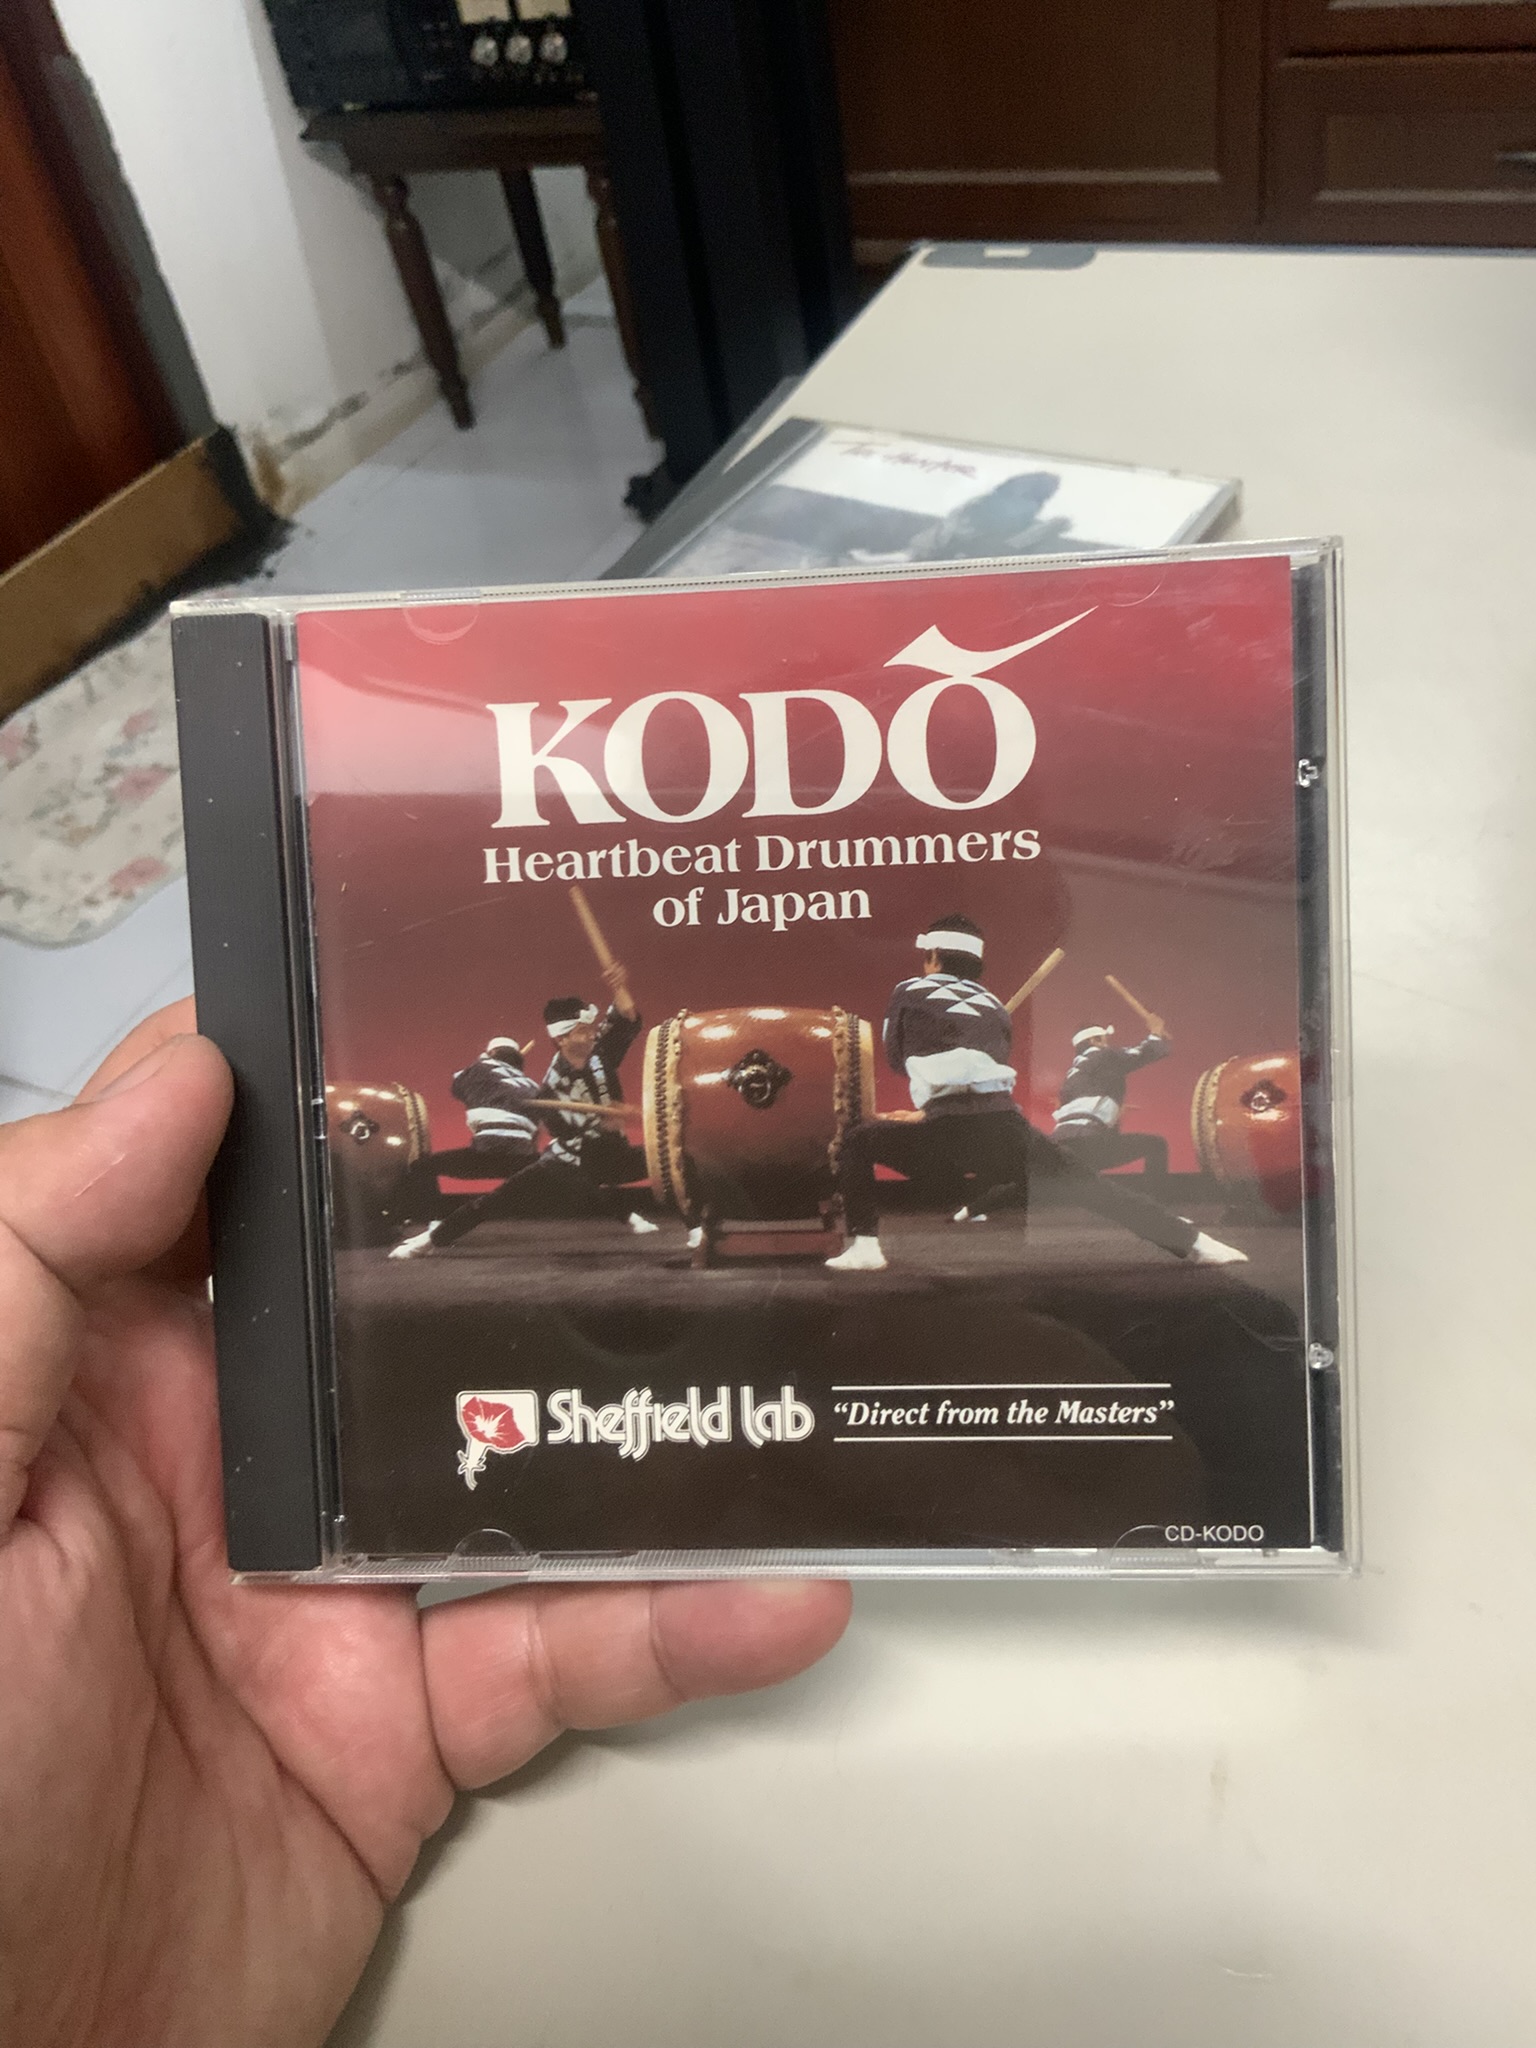 KODŌ
Heartbeat Drummers
of Japan
Sheffield lab
“Direct from the Masters”
CD-KODO